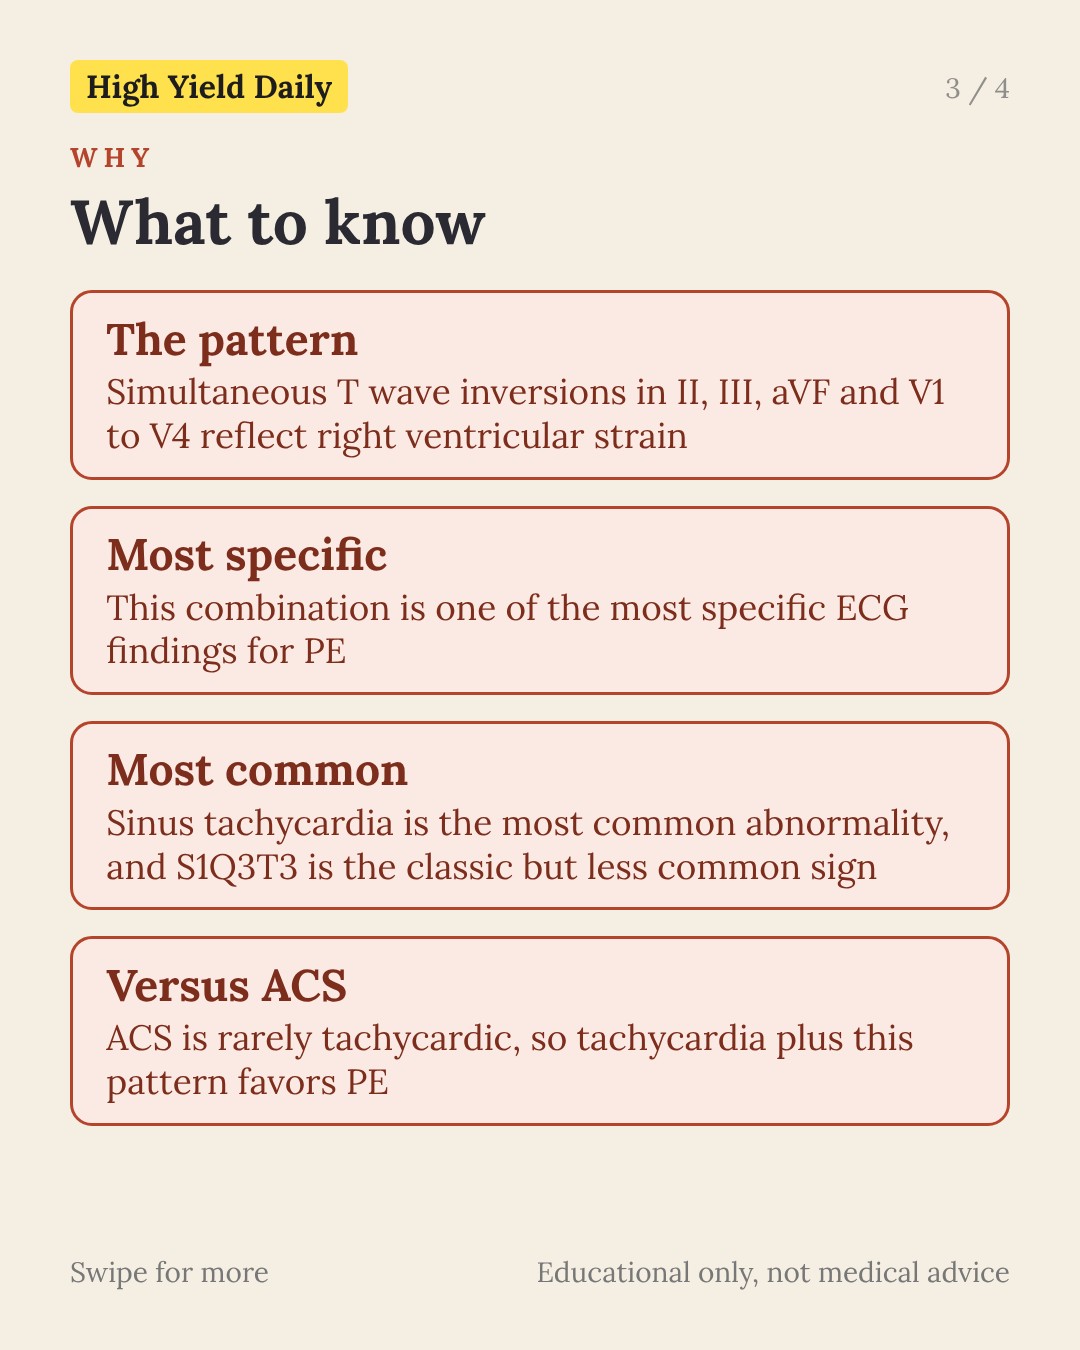 High Yield Daily
3 / 4
WHY
What to know
The pattern
Simultaneous T wave inversions in II, III, aVF and V1
to V4 reflect right ventricular strain
Most specific
This combination is one of the most specific ECG
findings for PE
Most common
Sinus tachycardia is the most common abnormality,
and S1Q3T3 is the classic but less common sign
Versus ACS
ACS is rarely tachycardic, so tachycardia plus this
pattern favors PE
Swipe for more
Educational only, not medical advice